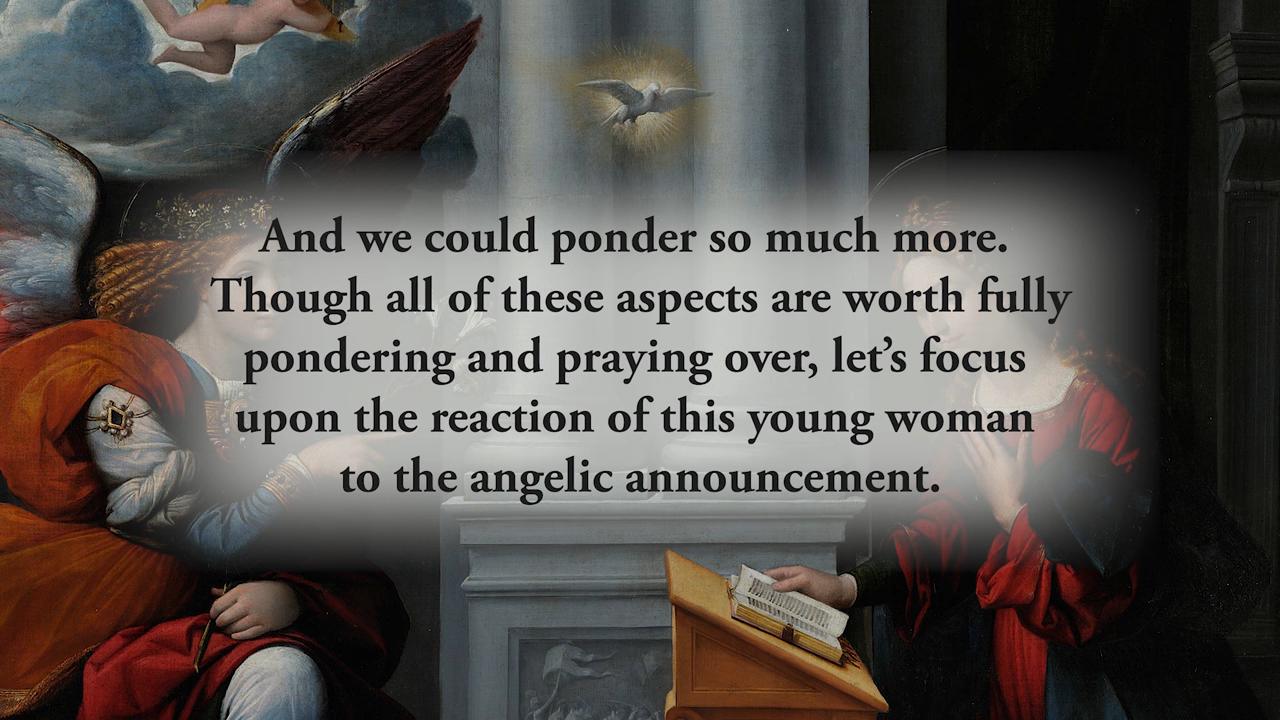 And we could ponder so much more.
Though all of these aspects are worth fully
pondering and praying over, let’s focus
upon the reaction of this young woman
to the angelic announcement.